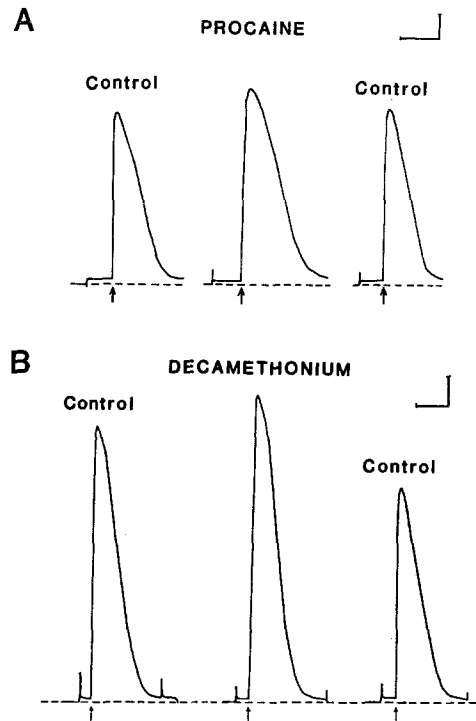 A
PROCAINE
Control
Control
B
DECAMETHONIUM
Control
Control